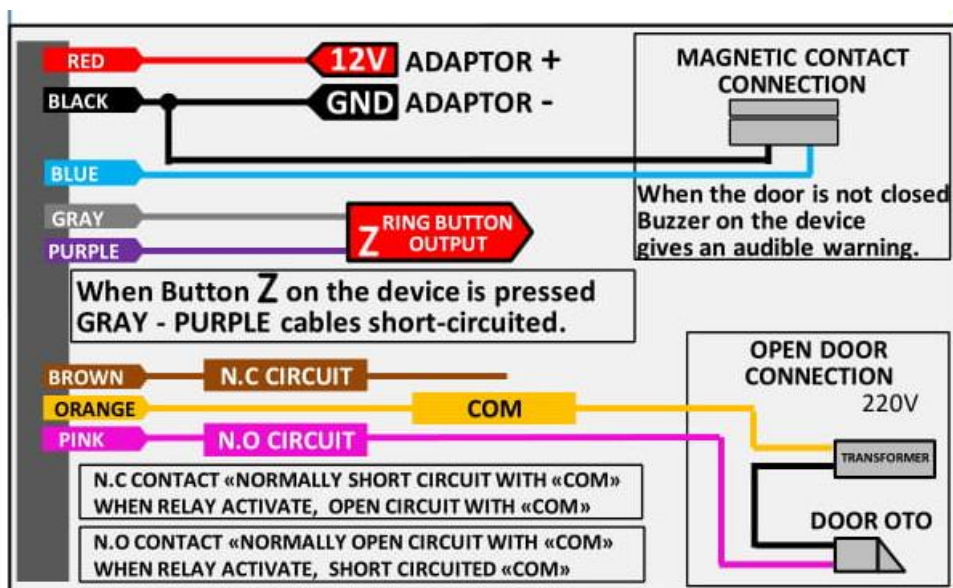 RED
12V ADAPTOR +
BLACK
GND ADAPTOR -
MAGNETIC CONTACT
CONNECTION
BLUE
When the door is not closed
Buzzer on the device
gives an audible warning.
GRAY
PURPLE
Z RING BUTTON
OUTPUT
When Button Z on the device is pressed
GRAY - PURPLE cables short-circuited.
BROWN
N.C CIRCUIT
ORANGE
COM
PINK
N.O CIRCUIT
OPEN DOOR
CONNECTION
220V
TRANSFORMER
DOOR OTO
N.C CONTACT «NORMALLY SHORT CIRCUIT WITH «COM»
WHEN RELAY ACTIVATE, OPEN CIRCUIT WITH «COM»
N.O CONTACT «NORMALLY OPEN CIRCUIT WITH «COM»
WHEN RELAY ACTIVATE, SHORT CIRCUITED «COM»